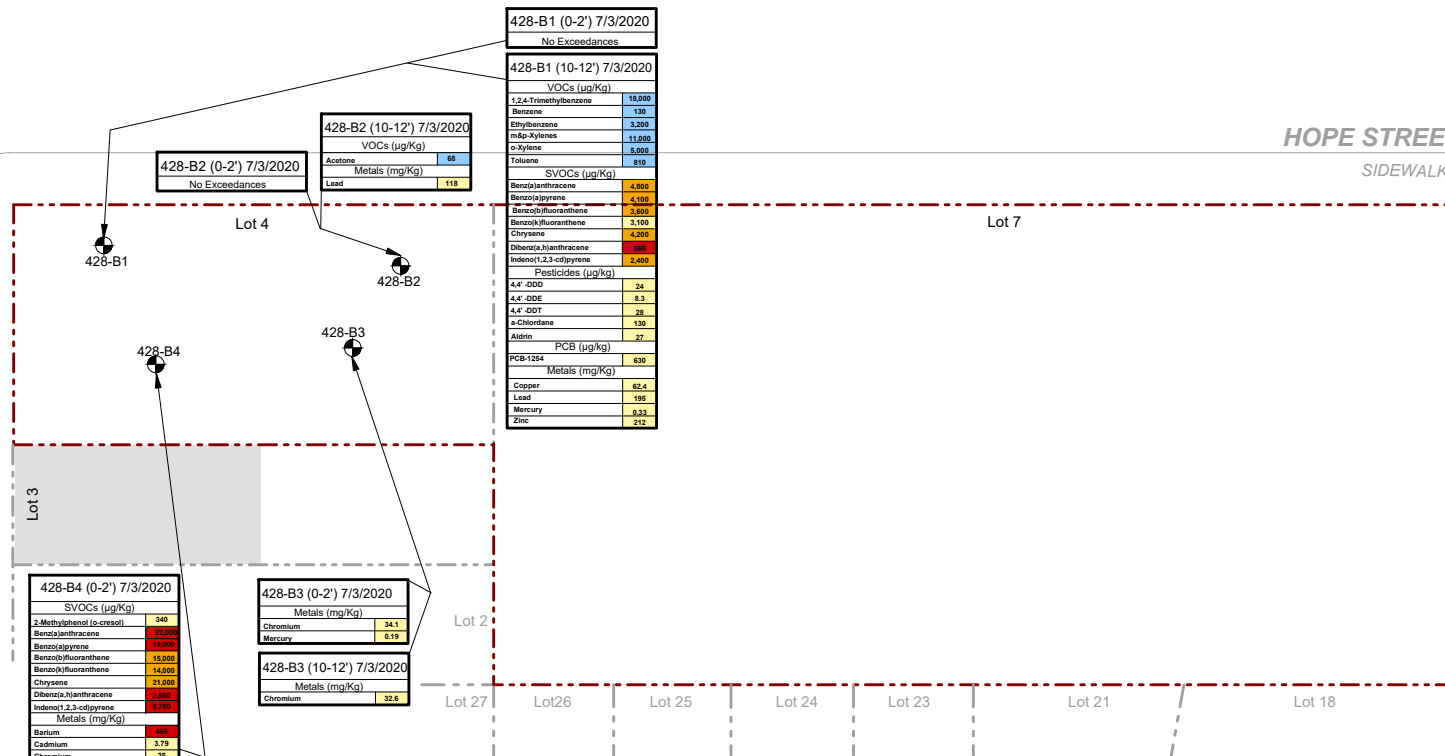 428-B1 (0-2') 7/3/2020
No Exceedances
428-B1 (10-12') 7/3/2020
VOCs (µg/Kg)
1,2,4-Trimethylbenzene 18,000
Benzene 130
Ethylbenzene 3,200
m&p-Xylenes 11,000
o-Xylene 5,000
Toluene 810
SVOCs (µg/Kg)
Benz(a)anthracene 4,800
Benzo(a)pyrene 4,100
Benzo(b)fluoranthene 3,600
Benzo(k)fluoranthene 3,100
Chrysene 4,200
Dibenz(a,h)anthracene 560
Indeno(1,2,3-cd)pyrene 2,400
Pesticides (µg/kg)
4,4' -DDD 24
4,4' -DDE 8.3
4,4' -DDT 28
a-Chlordane 130
Aldrin 27
PCB (µg/kg)
PCB-1254 630
Metals (mg/Kg)
Copper 62.4
Lead 195
Mercury 0.33
Zinc 212
428-B2 (10-12') 7/3/2020
VOCs (µg/Kg)
Acetone 68
Metals (mg/Kg)
Lead 118
428-B2 (0-2') 7/3/2020
No Exceedances
HOPE STREE
SIDEWALK
Lot 4
Lot 7
428-B1
428-B2
428-B3
428-B4
Lot 3
428-B4 (0-2') 7/3/2020
SVOCs (µg/Kg)
2-Methylphenol (o-cresol) 340
Benz(a)anthracene 22,000
Benzo(a)pyrene 19,000
Benzo(b)fluoranthene 15,000
Benzo(k)fluoranthene 14,000
Chrysene 21,000
Dibenz(a,h)anthracene 2,600
Indeno(1,2,3-cd)pyrene
Metals (mg/Kg)
Barium
Cadmium 3.79
Chromium 35
428-B3 (0-2') 7/3/2020
Metals (mg/Kg)
Chromium 34.1
Mercury 0.19
428-B3 (10-12') 7/3/2020
Metals (mg/Kg)
Chromium 32.6
Lot 2
Lot 27
Lot26
Lot 25
Lot 24
Lot 23
Lot 21
Lot 18